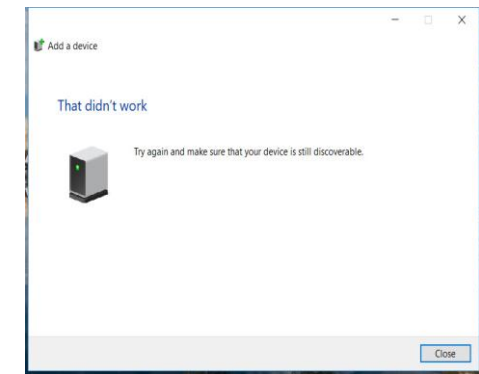 Add a device
That didn't work
Try again and make sure that your device is still discoverable.
Close